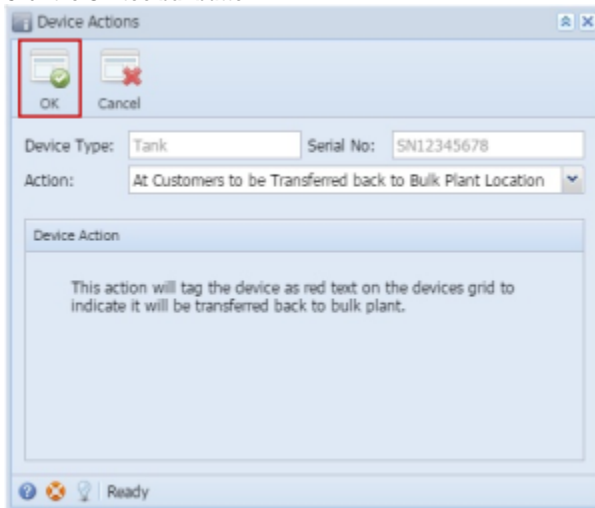 Device Actions
OK Cancel
Device Type: Tank Serial No: SN12345678
Action: At Customers to be Transferred back to Bulk Plant Location
Device Action
This action will tag the device as red text on the devices grid to
indicate it will be transferred back to bulk plant.
Ready